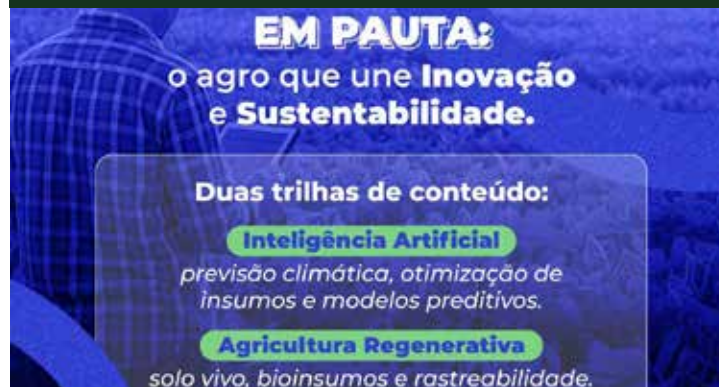 EM PAUTA:
o agro que une Inovação
e Sustentabilidade.
Duas trilhas de conteúdo:
Inteligência Artificial
previsão climática, otimização de
insumos e modelos preditivos.
Agricultura Regenerativa
solo vivo, bioinsumos e rastreabilidade.